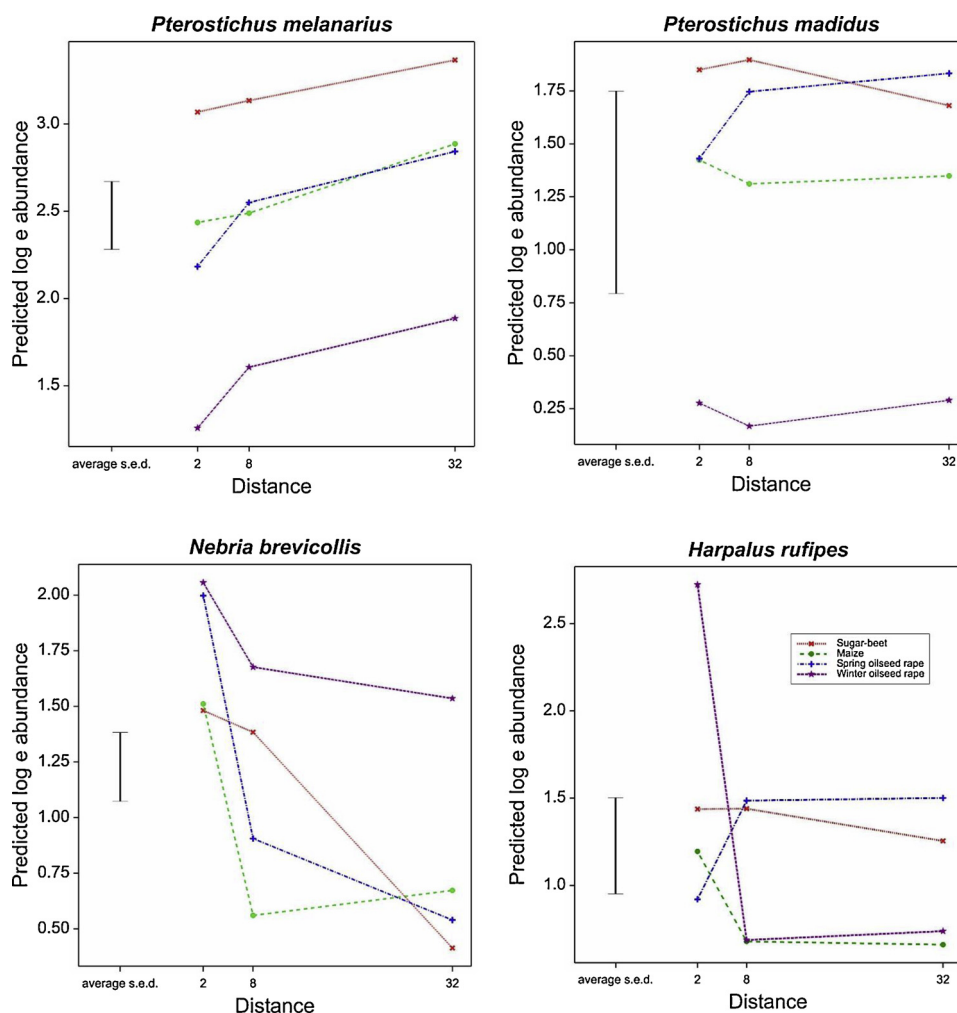 Pterostichus melanarius
Predicted log e abundance
3.0
2.5
2.0
1.5
average s.e.d.
2
8
32
Distance
Pterostichus madidus
Predicted log e abundance
1.75
1.50
1.25
1.00
0.75
0.50
0.25
average s.e.d.
2
8
32
Distance
Nebria brevicollis
Predicted log e abundance
2.00
1.75
1.50
1.25
1.00
0.75
0.50
average s.e.d.
2
8
32
Distance
Harpalus rufipes
Predicted log e abundance
2.5
2.0
1.5
1.0
Sugar-beet
Maize
Spring oilseed rape
Winter oilseed rape
average s.e.d.
2
8
32
Distance